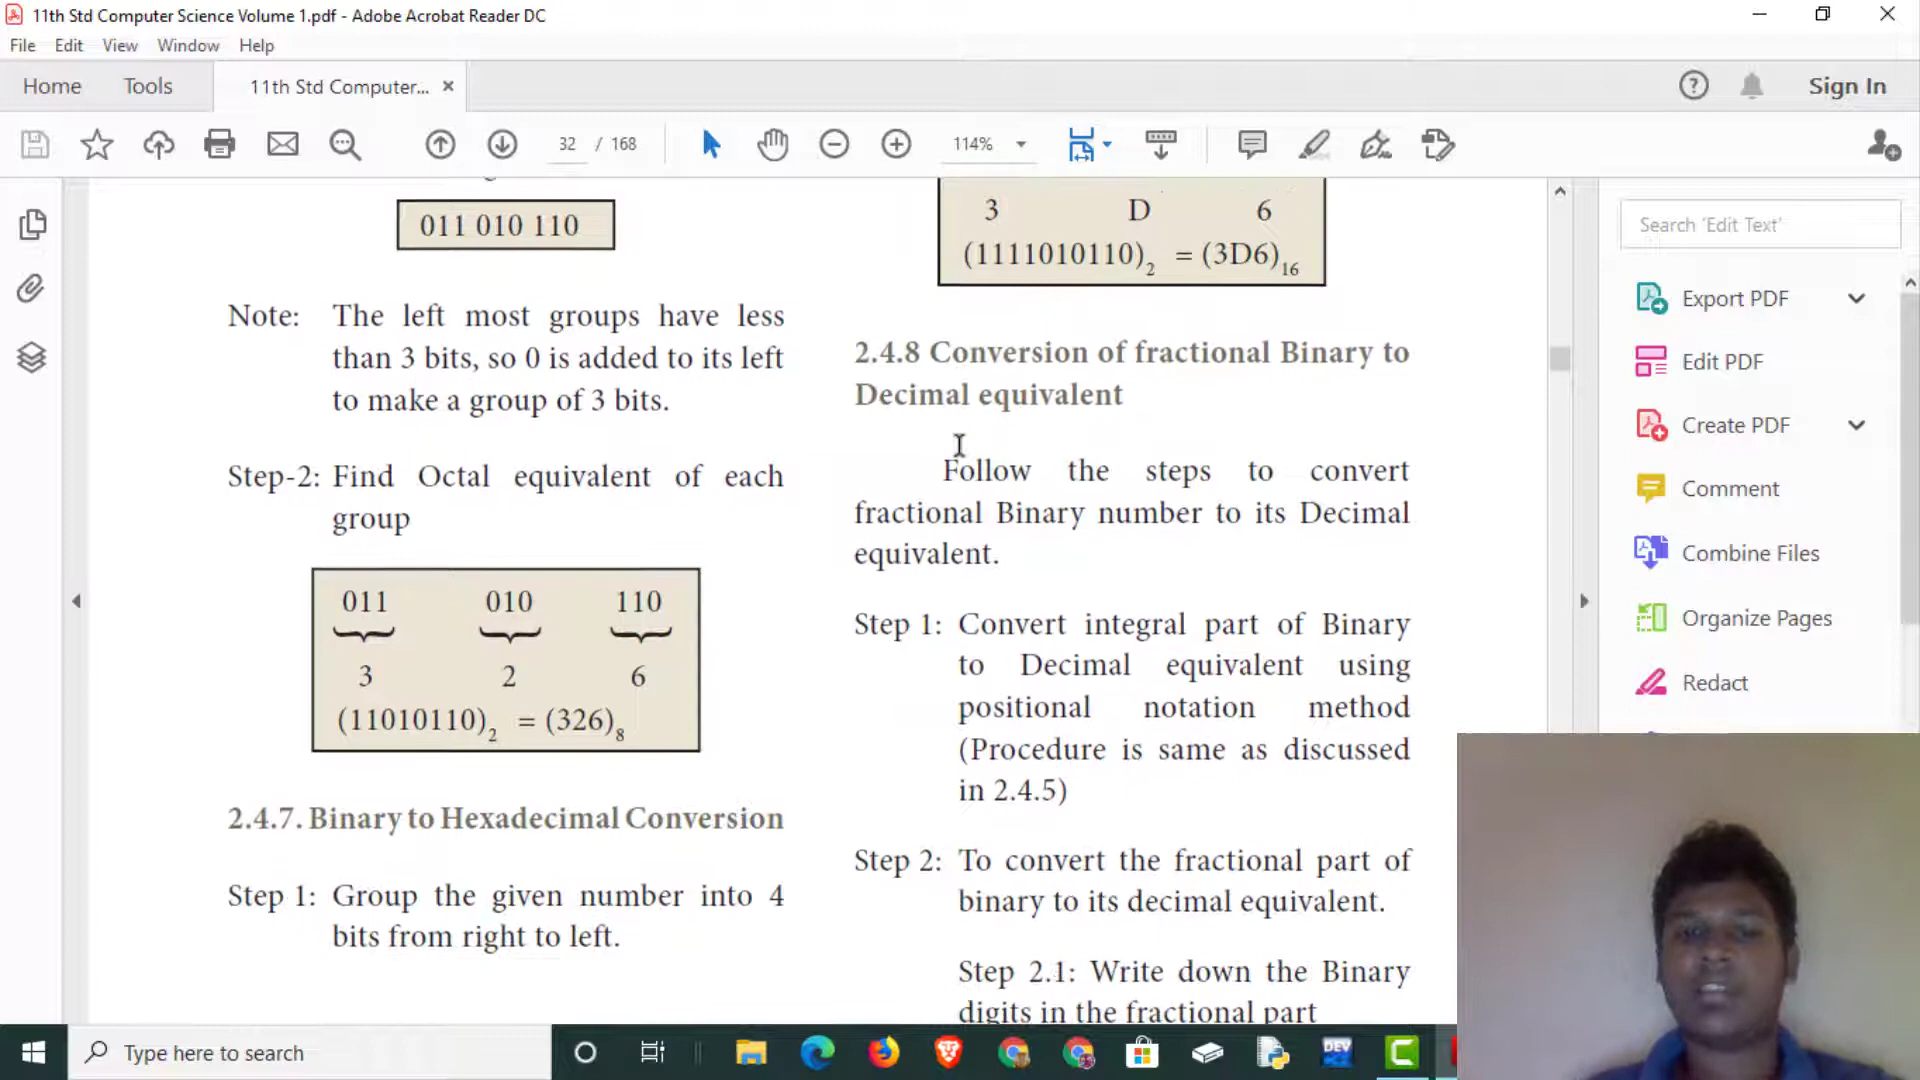 11th Std Computer Science Volume 1.pdf - Adobe Acrobat Reader DC
File Edit View Window Help
Home Tools 11th Std Computer... × Sign In
32 / 168 114%
011 010 110
Note: The left most groups have less
than 3 bits, so 0 is added to its left
to make a group of 3 bits.
Step-2: Find Octal equivalent of each
group
011 010 110
3 2 6
(11010110)2 = (326)8
2.4.7. Binary to Hexadecimal Conversion
Step 1: Group the given number into 4
bits from right to left.
3 D 6
(1111010110)2 = (3D6)16
2.4.8 Conversion of fractional Binary to
Decimal equivalent
Follow the steps to convert
fractional Binary number to its Decimal
equivalent.
Step 1: Convert integral part of Binary
to Decimal equivalent using
positional notation method
(Procedure is same as discussed
in 2.4.5)
Step 2: To convert the fractional part of
binary to its decimal equivalent.
Step 2.1: Write down the Binary
digits in the fractional part
Search 'Edit Text'
Export PDF
Edit PDF
Create PDF
Comment
Combine Files
Organize Pages
Redact
Type here to search
DEV